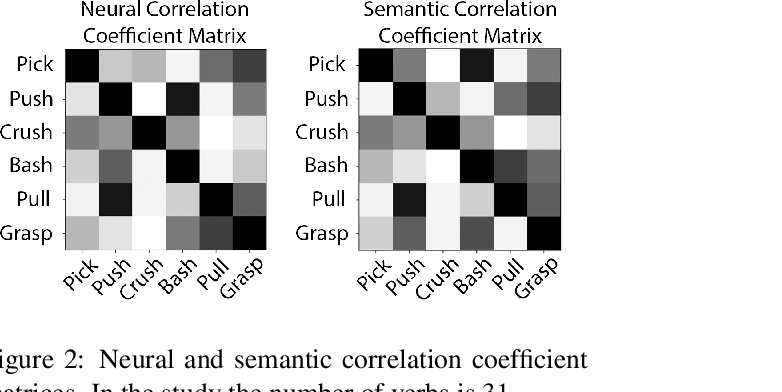 Neural Correlation
Coefficient Matrix
Pick
Push
Crush
Bash
Pull
Grasp
Pick Push Crush Bash Pull Grasp
Semantic Correlation
Coefficient Matrix
Pick
Push
Crush
Bash
Pull
Grasp
Pick Push Crush Bash Pull Grasp
igure 2: Neural and semantic correlation coefficient
atrices. In the study the number of verbs is 31